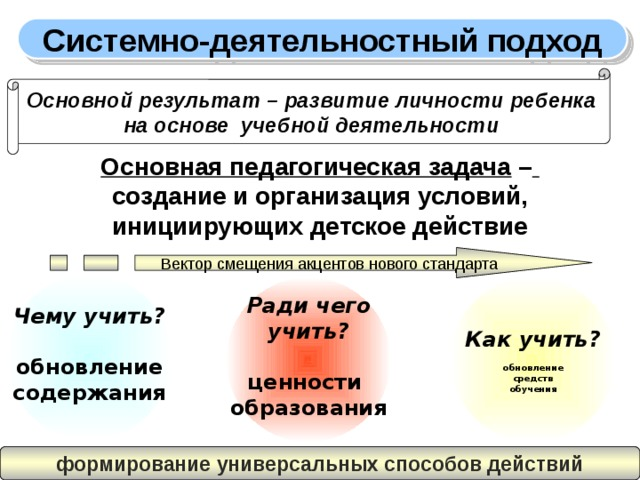 Системно-деятельностный подход
Основной результат – развитие личности ребенка
на основе учебной деятельности
Основная педагогическая задача –
создание и организация условий,
инициирующих детское действие
Вектор смещения акцентов нового стандарта
Чему учить?
обновление
содержания
Ради чего
учить?
ценности
образования
Как учить?
обновление
средств
обучения
формирование универсальных способов действий